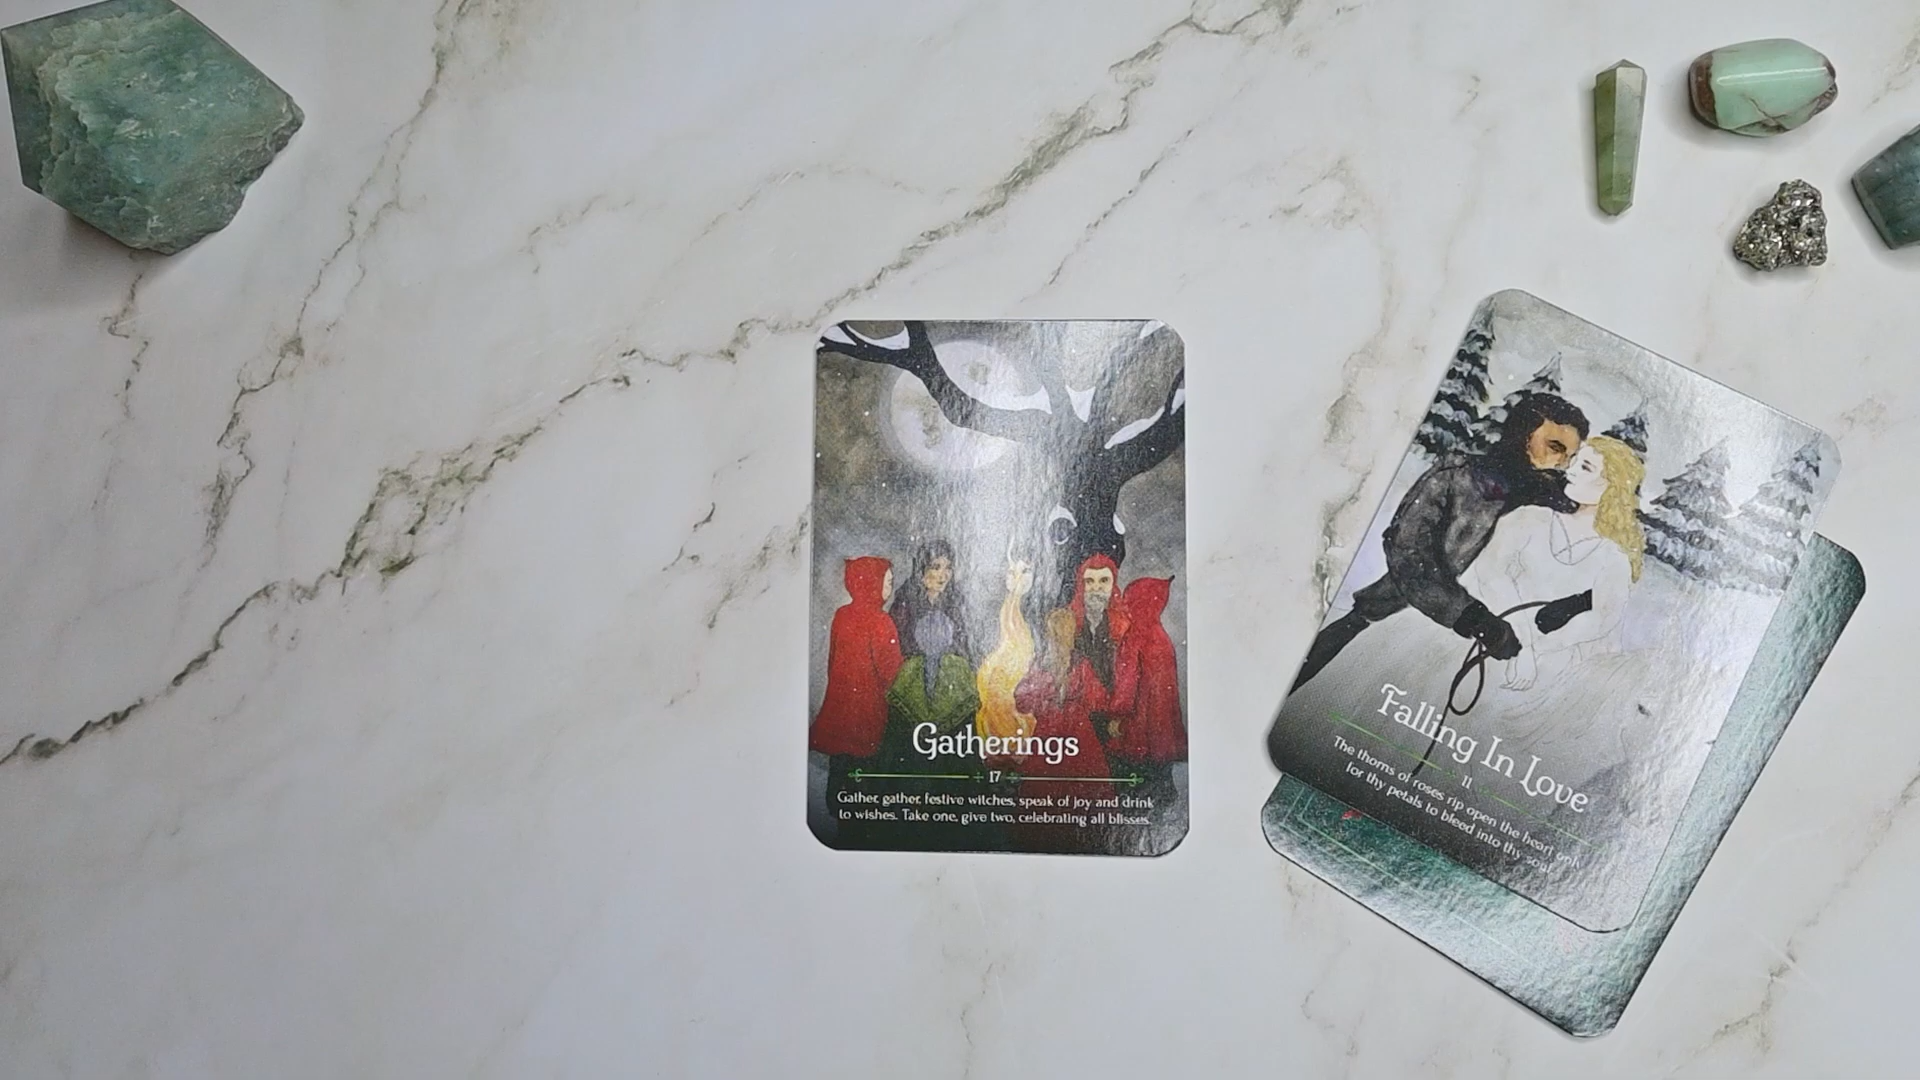 Gatherings
17
Gather, gather, festive witches, speak of joy and drink
to wishes. Take one, give two, celebrating all blisses.
Falling In Love
11
The thorns of roses rip open the heart only
for thy petals to bleed into thy soul.